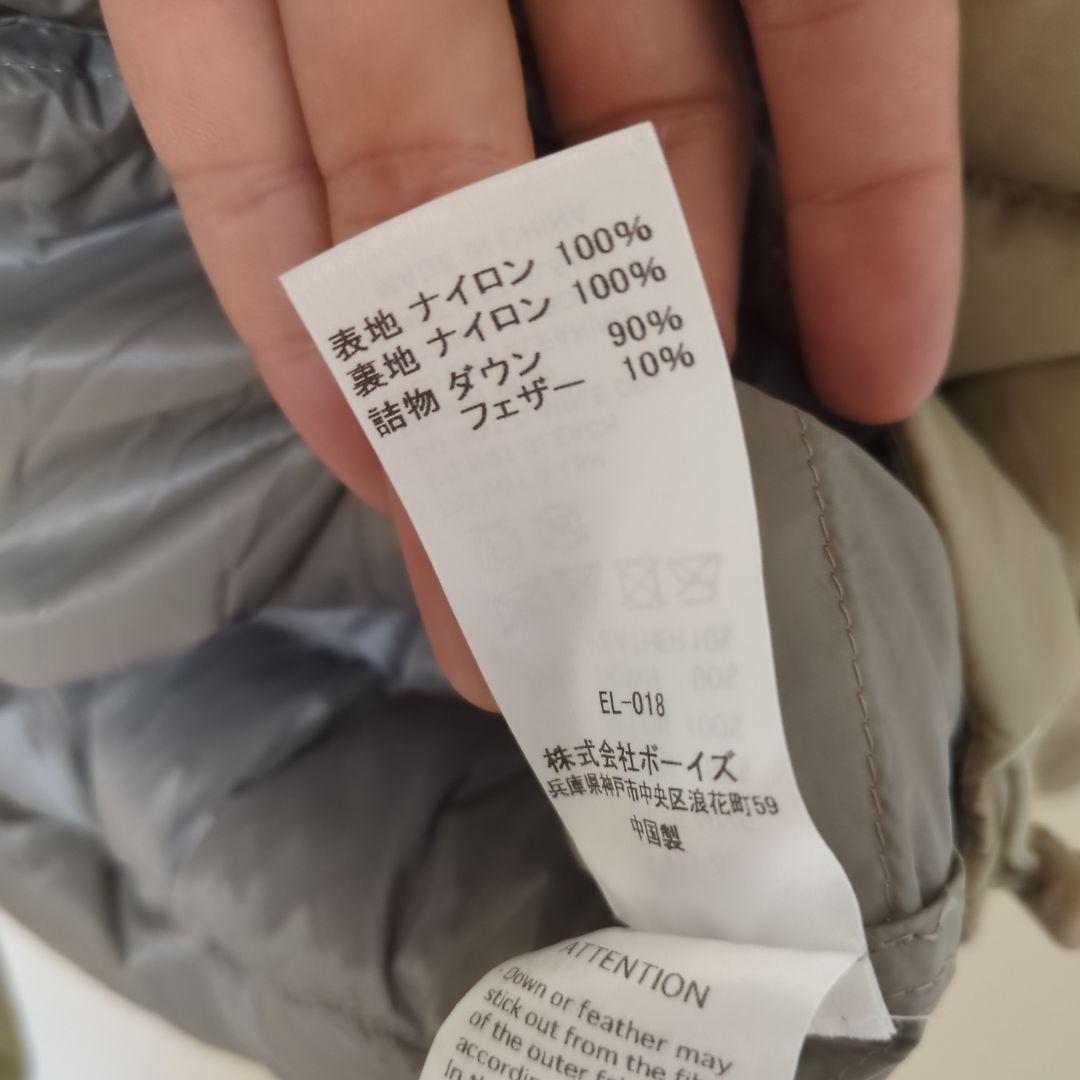 表地 ナイロン 100%
裏地 ナイロン 100%
詰物 ダウン 90%
フェザー 10%
EL-018
株式会社ボーイズ
兵庫県神戸市中央区浪花町59
中国製
ATTENTION
· Down or feather may
stick out from the
of the outer
according
In